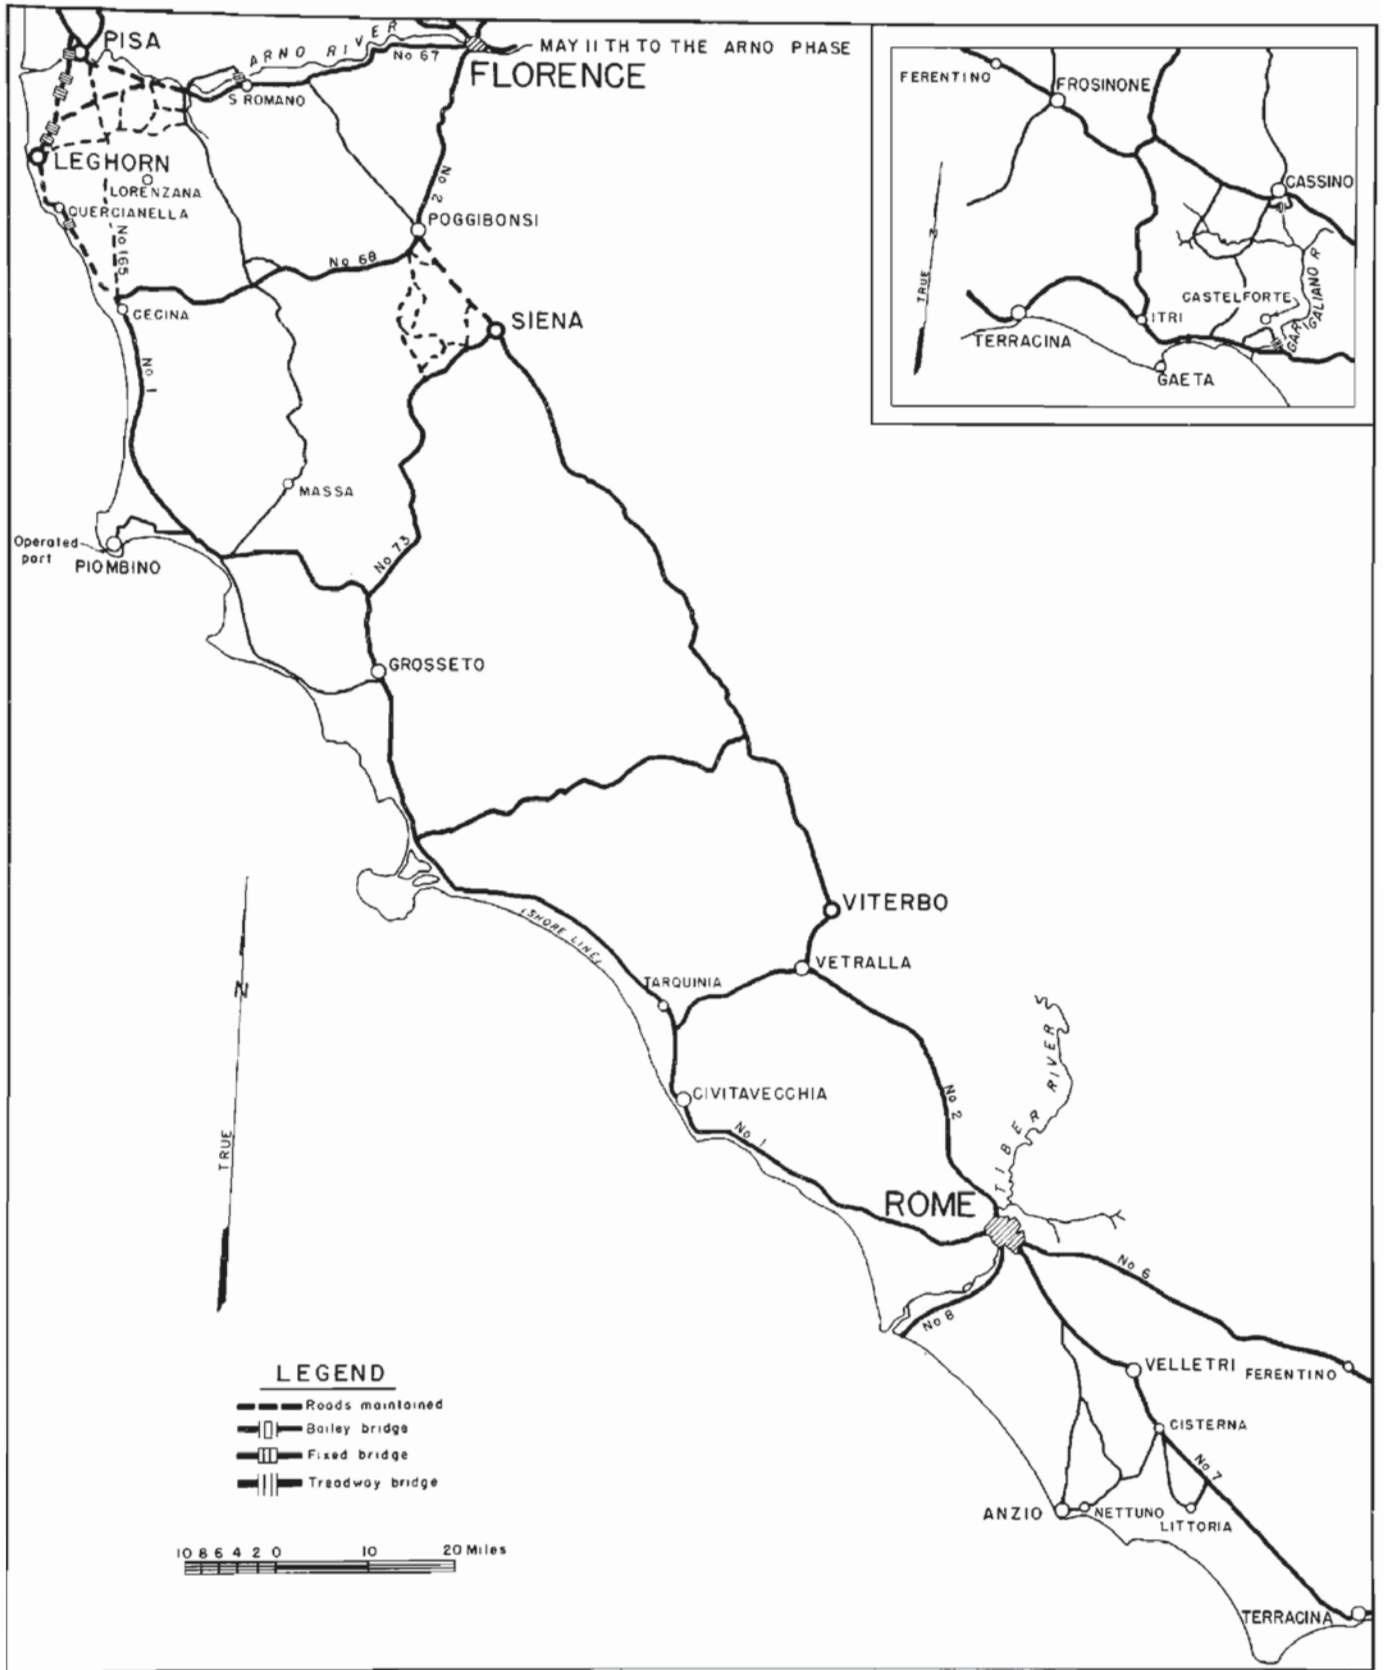 PISA
ARNO RIVER
No 67
MAY 11TH TO THE ARNO PHASE
FLORENCE
S ROMANO
LEGHORN
LORENZANA
QUERCIANELLA
No 165
No 2
POGGIBONSI
No 68
CECINA
SIENA
No 1
MASSA
Operated
port
PIOMBINO
No 73
GROSSETO
VITERBO
(SHORE LINE)
VETRALLA
TARQUINIA
CIVITAVECCHIA
No 1
No 2
TIBER RIVERS
ROME
No 6
No 8
VELLETRI
FERENTINO
CISTERNA
No 7
ANZIO
NETTUNO
LITTORIA
TERRACINA
N
TRUE
FERENTINO
FROSINONE
CASSINO
N
TRUE
CASTELFORTE
GARIGALIANO R
ITRI
TERRACINA
GAETA
LEGEND
Roads maintained
Bailey bridge
Fixed bridge
Treadway bridge
10 8 6 4 2 0 10 20 Miles